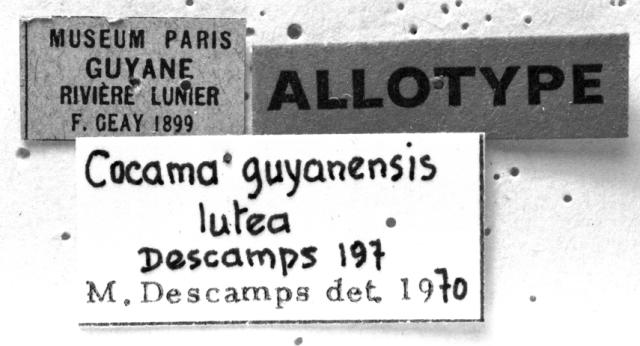 MUSEUM PARIS
GUYANE
RIVIÈRE LUNIER
F. GEAY 1899
ALLOTYPE
Cocama guyanensis
lutea
Descamps 197
M. Descamps det. 1970